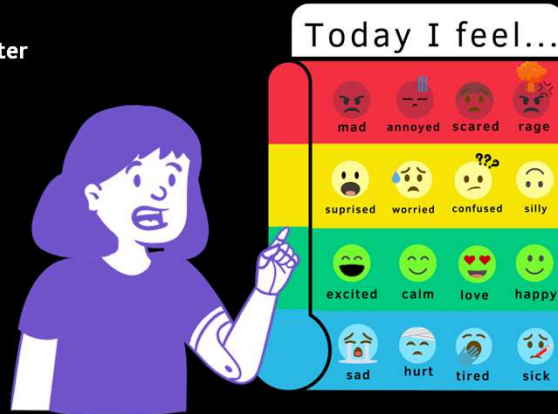 ter
Today I feel...
mad annoyed scared rage
???
suprised worried confused silly
excited calm love happy
sad hurt tired sick